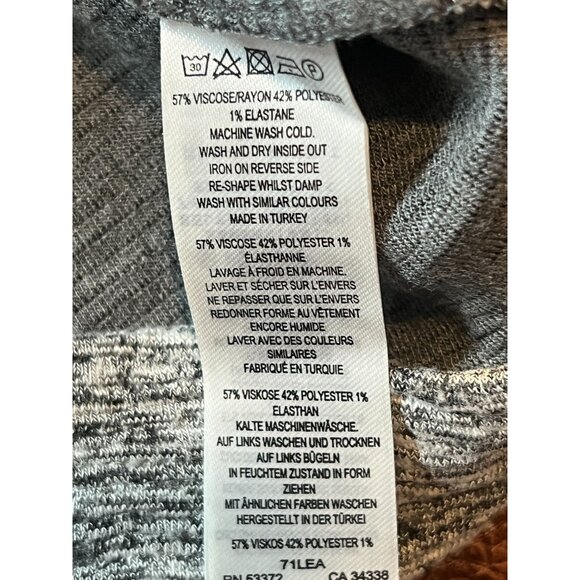 30
P
57% VISCOSE/RAYON 42% POLYESTER
1% ELASTANE
MACHINE WASH COLD.
WASH AND DRY INSIDE OUT
IRON ON REVERSE SIDE
RE-SHAPE WHILST DAMP
WASH WITH SIMILAR COLOURS
MADE IN TURKEY
57% VISCOSE 42% POLYESTER 1%
ÉLASTHANNE
LAVAGE À FROID EN MACHINE.
LAVER ET SÉCHER SUR L'ENVERS
NE REPASSER QUE SUR L'ENVERS
REDONNER FORME AU VÊTEMENT
ENCORE HUMIDE
LAVER AVEC DES COULEURS
SIMILAIRES
FABRIQUÉ EN TURQUIE
57% VISKOSE 42% POLYESTER 1%
ELASTHAN
KALTE MASCHINENWÄSCHE.
AUF LINKS WASCHEN UND TROCKNEN
AUF LINKS BÜGELN
IN FEUCHTEM ZUSTAND IN FORM
ZIEHEN
MIT ÄHNLICHEN FARBEN WASCHEN
HERGESTELLT IN DER TÜRKEI
57% VISKOS 42% POLYESTER 1%
71LEA
RN 53372 CA 34338